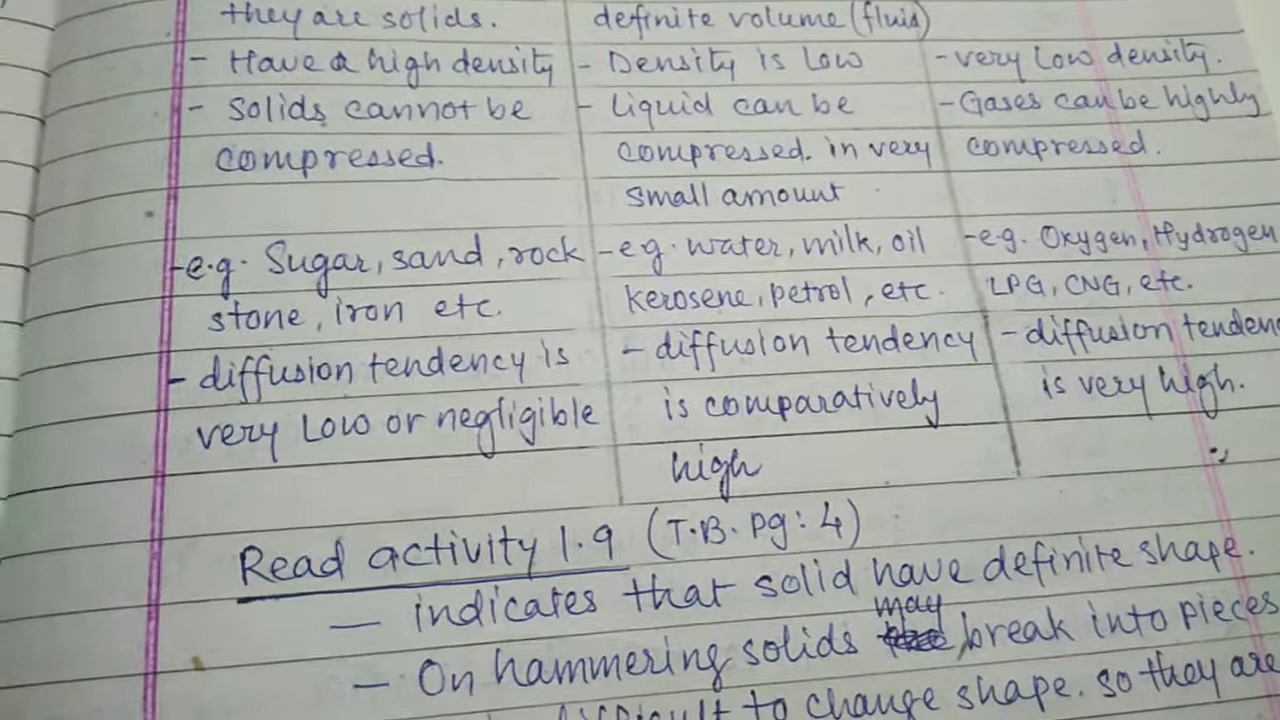 they are solids.
definite volume (fluid)
- Have a high density
- Density is low
- very low density.
- Solids cannot be
- Liquid can be
- Gases can be highly
compressed.
compressed. in very
compressed.
small amount
- e.g. Sugar, sand, rock
- eg. water, milk, oil
- e.g. Oxygen, Hydrogen
stone, iron etc.
kerosene, petrol, etc.
LPG, CNG, etc.
- diffusion tendency is
- diffusion tendency
- diffusion tenden
very low or negligible
is comparatively
is very high.
high
Read activity 1.9 (T.B. pg: 4)
— indicates that solid have definite shape.
may
— On hammering solids break into pieces
to change shape. so they are